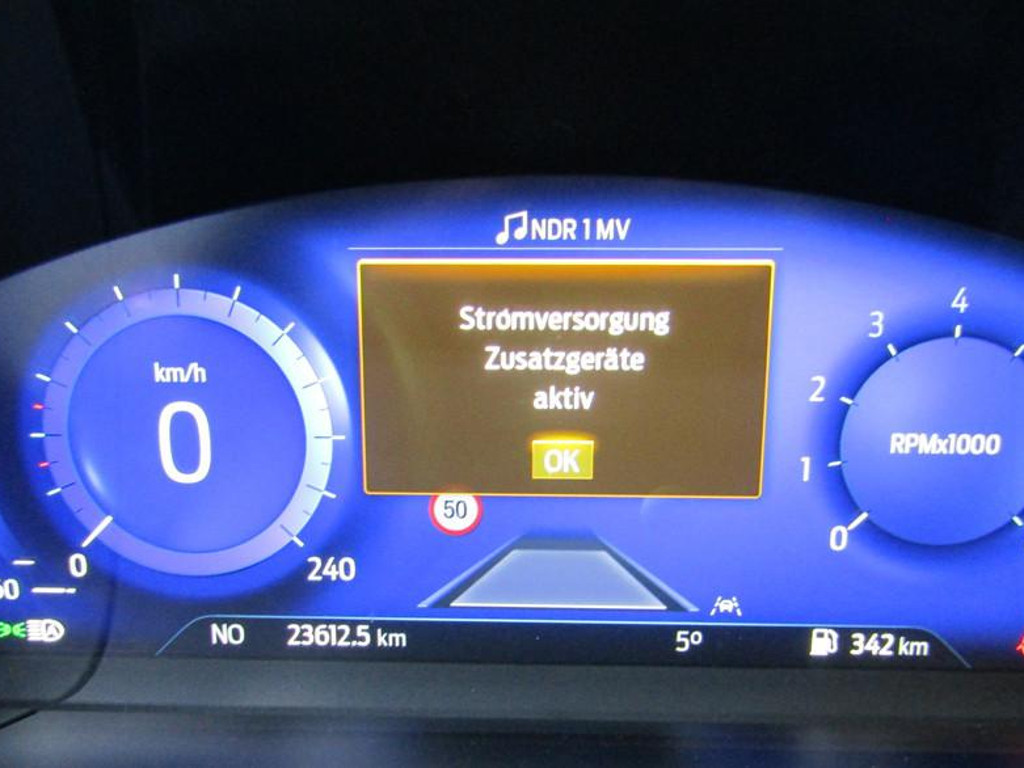 NDR 1 MV
Stromversorgung
Zusatzgeräte
aktiv
OK
km/h
0
0
240
50
4
3
2
1
0
RPMx1000
NO 23612.5 km 5° 342 km